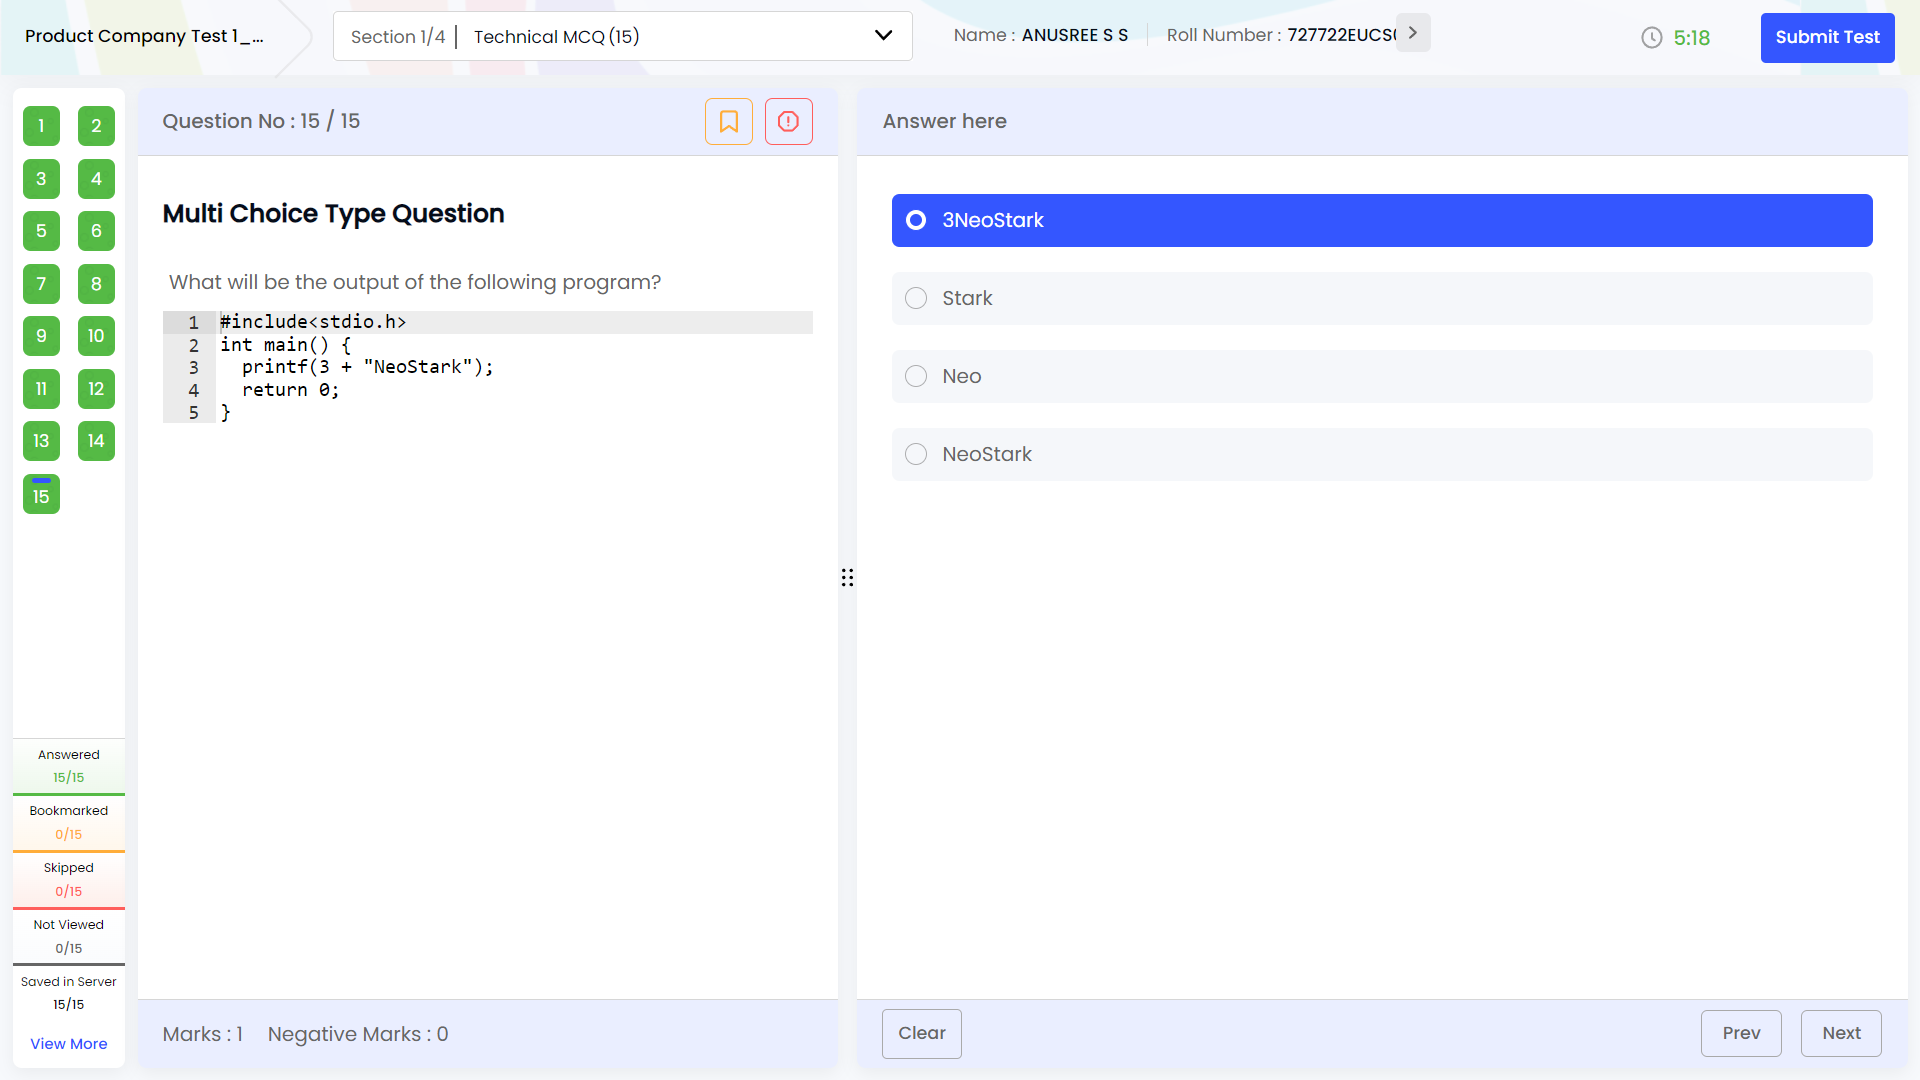 Product Company Test 1_...
Section 1/4 | Technical MCQ (15)
Name : ANUSREE S S
Roll Number : 727722EUCS
5:18
Submit Test
1 2
3 4
5 6
7 8
9 10
11 12
13 14
15
Answered
15/15
Bookmarked
0/15
Skipped
0/15
Not Viewed
0/15
Saved in Server
15/15
View More
Question No : 15 / 15
Multi Choice Type Question
What will be the output of the following program?
1 #include<stdio.h>
2 int main() {
3   printf(3 + "NeoStark");
4   return 0;
5 }
Marks : 1 Negative Marks : 0
Answer here
3NeoStark
Stark
Neo
NeoStark
Clear
Prev
Next